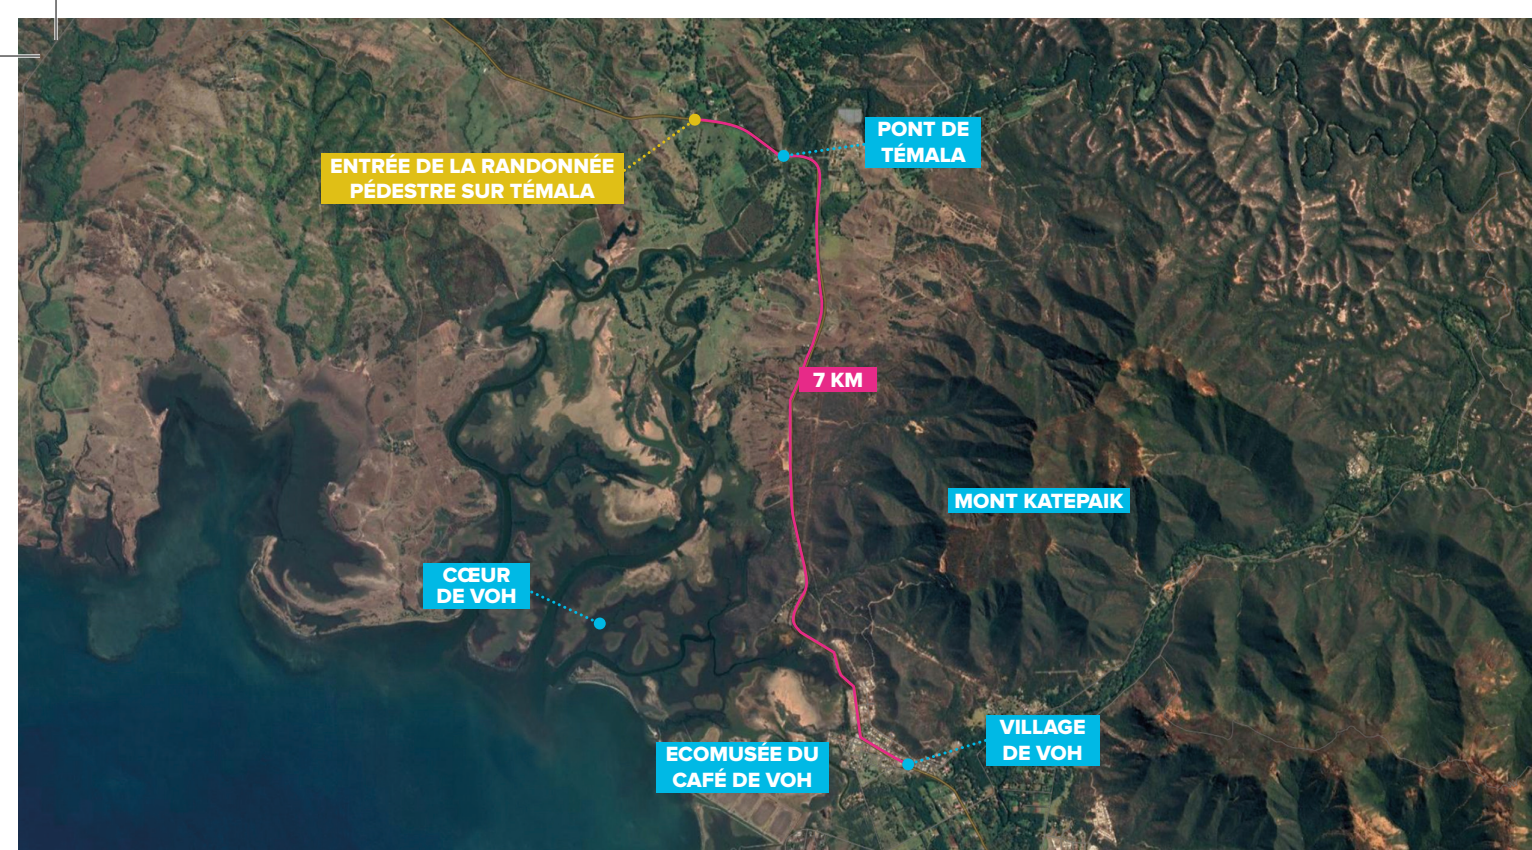 PONT DE
TÉMALA
ENTRÉE DE LA RANDONNÉE
PÉDESTRE SUR TÉMALA
7 KM
MONT KATEPAIK
CŒUR
DE VOH
VILLAGE
DE VOH
ECOMUSÉE DU
CAFÉ DE VOH